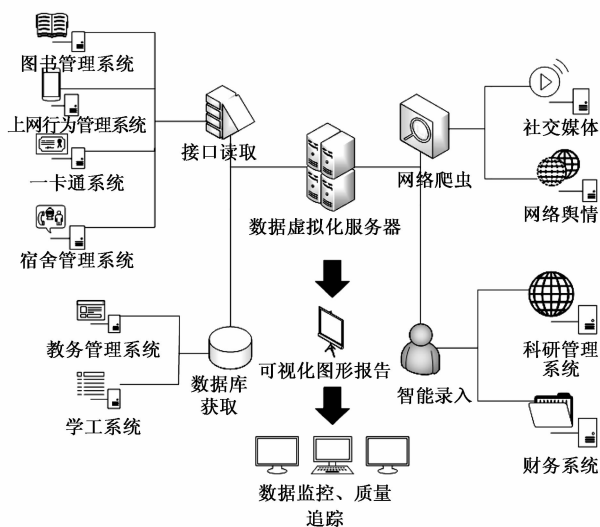 图书管理系统
上网行为管理系统
一卡通系统
宿舍管理系统
接口读取
数据虚拟化服务器
网络爬虫
社交媒体
网络舆情
教务管理系统
学工系统
数据库
获取
可视化图形报告
智能录入
科研管理
系统
财务系统
数据监控、质量
追踪